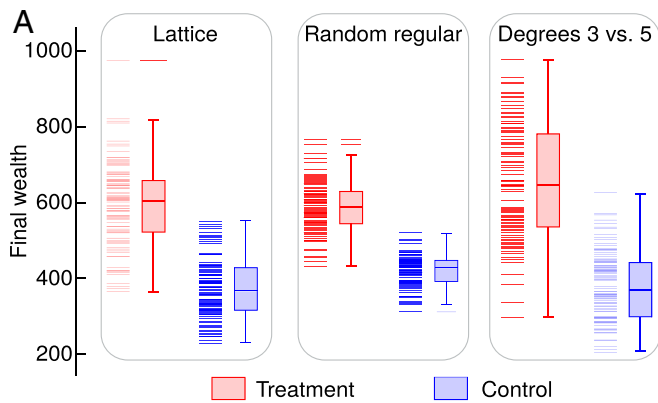 A
Lattice
Random regular
Degrees 3 vs. 5
Final wealth
1000
800
600
400
200
Treatment
Control